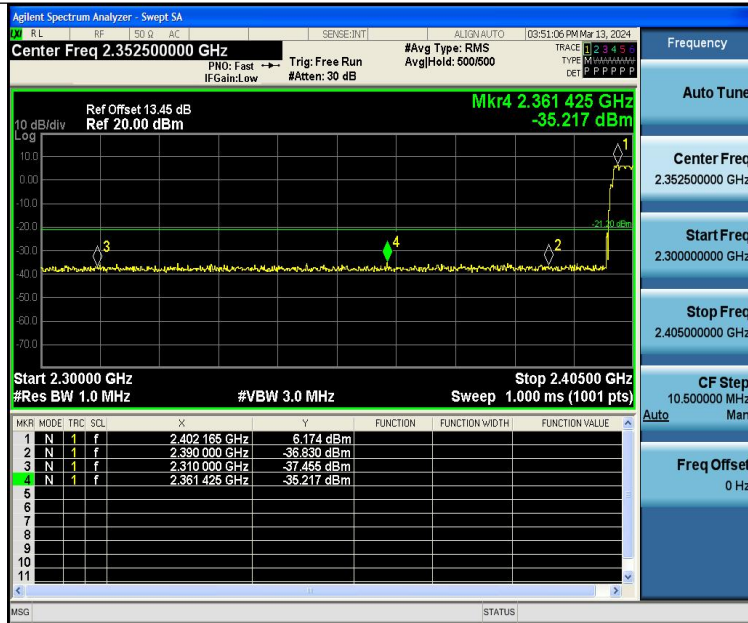 Agilent Spectrum Analyzer - Swept SA
LXI RL RF 50 Ω AC SENSE:INT ALIGN AUTO 03:51:06 PM Mar 13, 2024
Center Freq 2.352500000 GHz
PNO: Fast
IFGain:Low
Trig: Free Run
#Atten: 30 dB
#Avg Type: RMS
Avg|Hold: 500/500
TRACE 1 2 3 4 5 6
TYPE M
DET P P P P P P
Ref Offset 13.45 dB
Ref 20.00 dBm
10 dB/div
Log
Mkr4 2.361 425 GHz
-35.217 dBm
10.0
0.00
-10.0
-20.0
-30.0
-40.0
-50.0
-60.0
-70.0
1
-21.20 dBm
3
4
2
Start 2.30000 GHz Stop 2.40500 GHz
#Res BW 1.0 MHz #VBW 3.0 MHz Sweep 1.000 ms (1001 pts)
MKR MODE TRC SCL X Y FUNCTION FUNCTION WIDTH FUNCTION VALUE
1 N 1 f 2.402 165 GHz 6.174 dBm
2 N 1 f 2.390 000 GHz -36.830 dBm
3 N 1 f 2.310 000 GHz -37.455 dBm
4 N 1 f 2.361 425 GHz -35.217 dBm
5
6
7
8
9
10
11
MSG STATUS
Frequency
Auto Tune
Center Freq
2.352500000 GHz
Start Freq
2.300000000 GHz
Stop Freq
2.405000000 GHz
CF Step
10.500000 MHz
Auto Man
Freq Offset
0 Hz